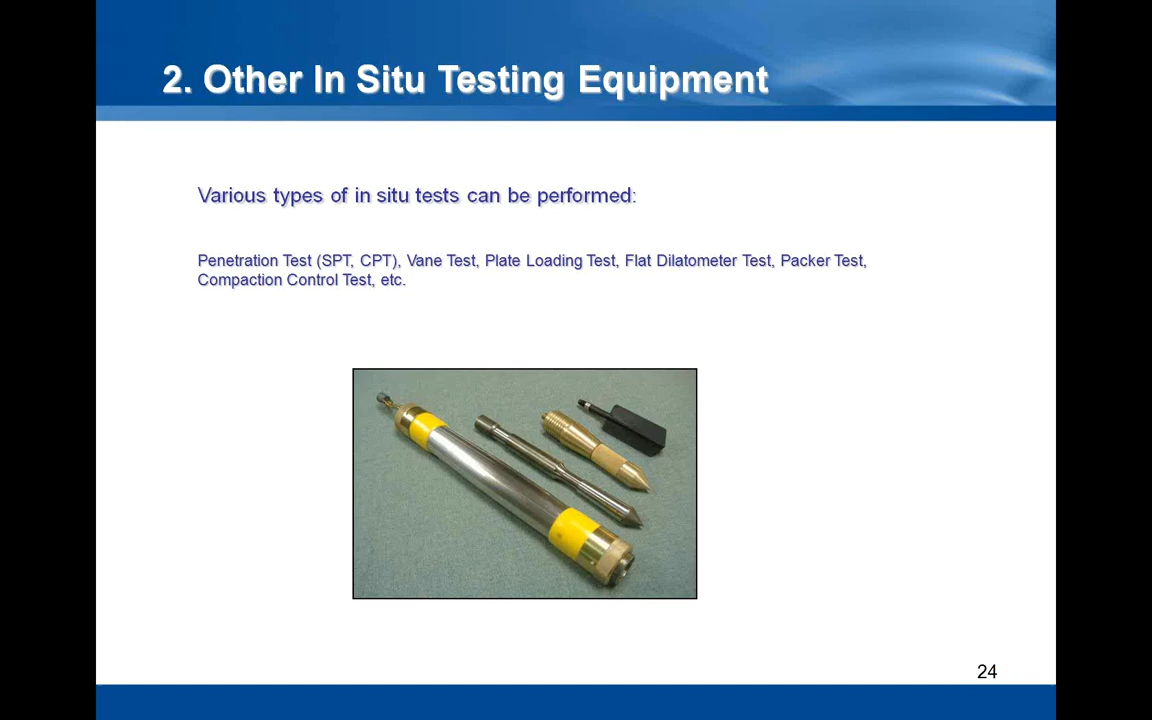 2. Other In Situ Testing Equipment
Various types of in situ tests can be performed:
Penetration Test (SPT, CPT), Vane Test, Plate Loading Test, Flat Dilatometer Test, Packer Test,
Compaction Control Test, etc.
24